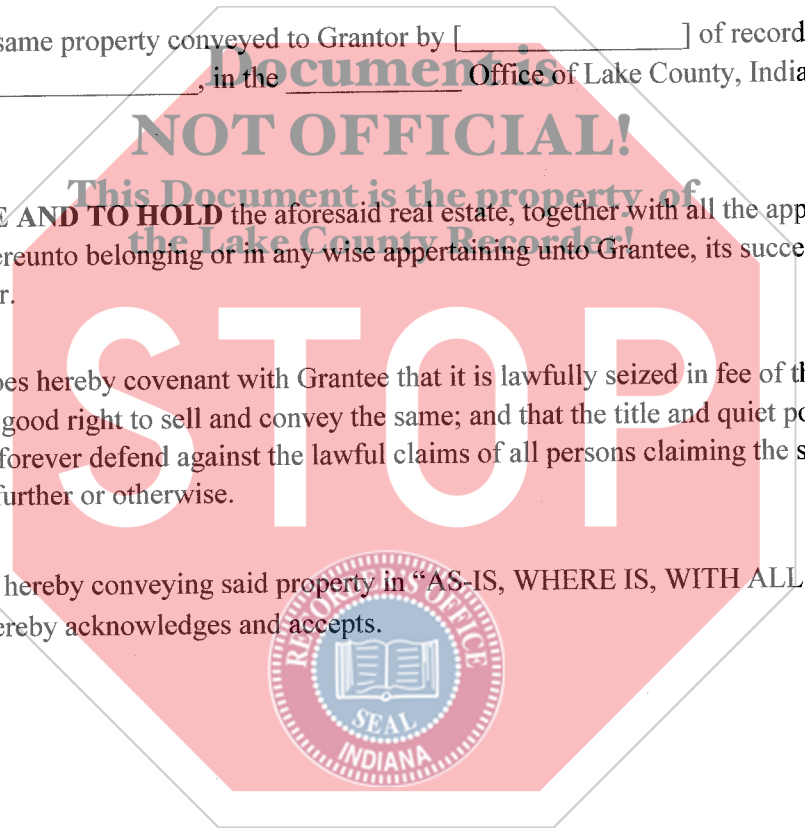 same property conveyed to Grantor by [_______________] of record
_______________, in the _______________ Office of Lake County, India
Document is
NOT OFFICIAL!
This Document is the property of
the Lake County Recorder!
E AND TO HOLD the aforesaid real estate, together with all the app
ereunto belonging or in any wise appertaining unto Grantee, its succe
r.
STOP
oes hereby covenant with Grantee that it is lawfully seized in fee of th
good right to sell and convey the same; and that the title and quiet po
forever defend against the lawful claims of all persons claiming the s
further or otherwise.
hereby conveying said property in “AS-IS, WHERE IS, WITH ALL
ereby acknowledges and accepts.
RECORDER'S OFFICE
SEAL
INDIANA